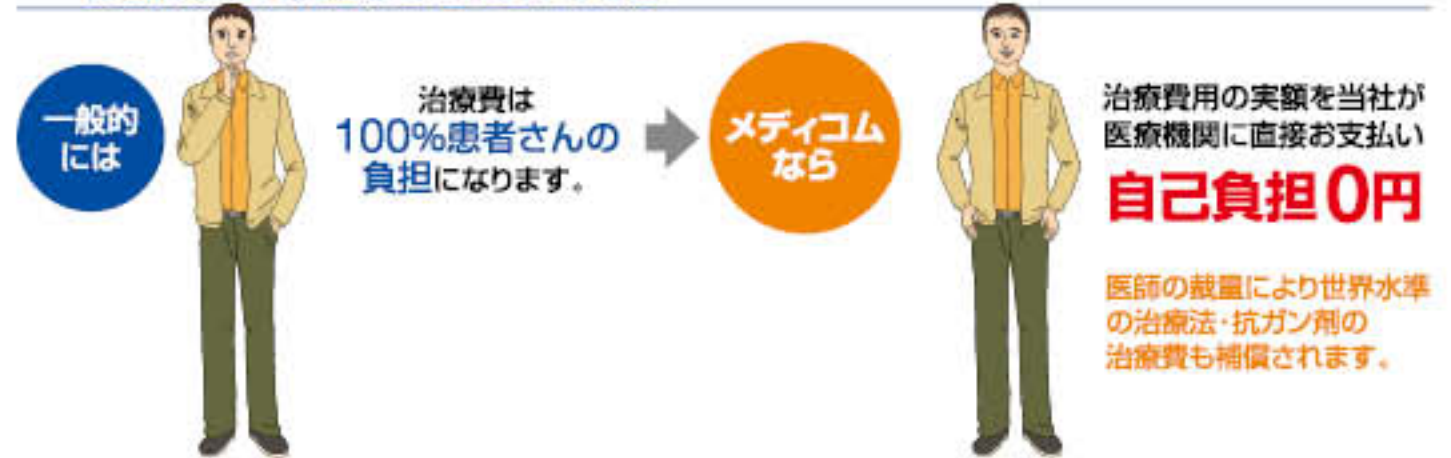 一般的
には
治療費は
100%患者さんの
負担になります。
メディコム
なら
治療費用の実額を当社が
医療機関に直接お支払い
自己負担0円
医師の裁量により世界水準
の治療法・抗ガン剤の
治療費も補償されます。